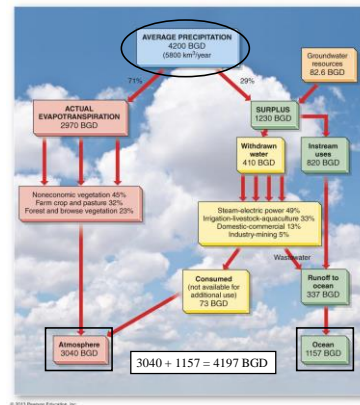 AVERAGE PRECIPITATION
4200 BGD
(5800 km³/year
71%
29%
Groundwater
resources
82.6 BGD
ACTUAL
EVAPOTRANSPIRATION
2970 BGD
SURPLUS
1230 BGD
Withdrawn
water
410 BGD
Instream
uses
820 BGD
Noneconomic vegetation 45%
Farm crop and pasture 32%
Forest and browse vegetation 23%
Steam-electric power 49%
Irrigation-livestock-aquaculture 33%
Domestic-commercial 13%
Industry-mining 5%
Wastewater
Consumed
(not available for
additional use)
73 BGD
Runoff to
ocean
337 BGD
Atmosphere
3040 BGD
3040 + 1157 = 4197 BGD
Ocean
1157 BGD
© 2013 Pearson Education, Inc.